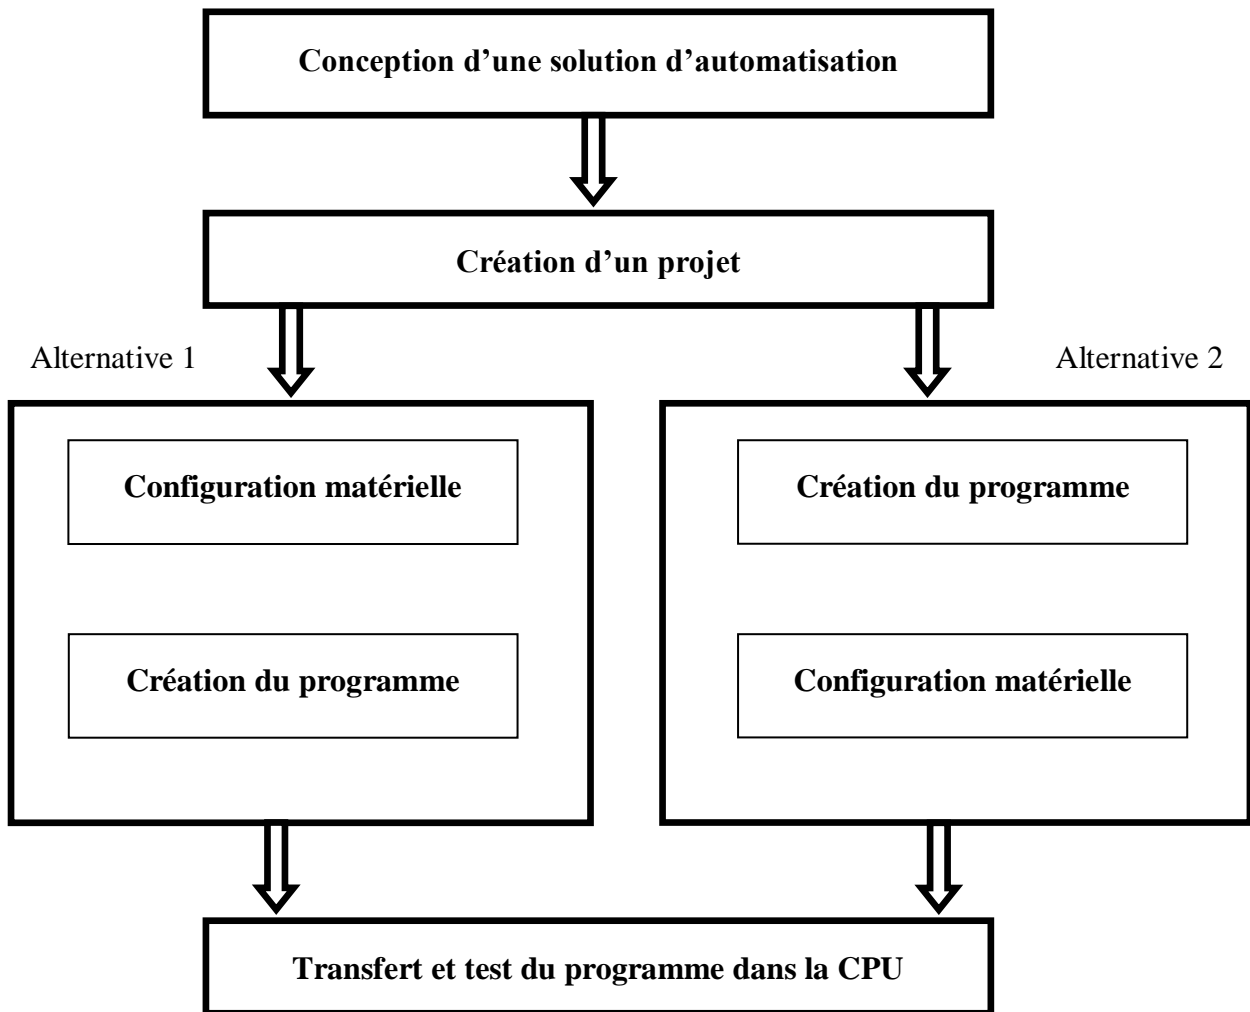 Conception d’une solution d’automatisation
Création d’un projet
Alternative 1
Alternative 2
Configuration matérielle
Création du programme
Création du programme
Configuration matérielle
Transfert et test du programme dans la CPU